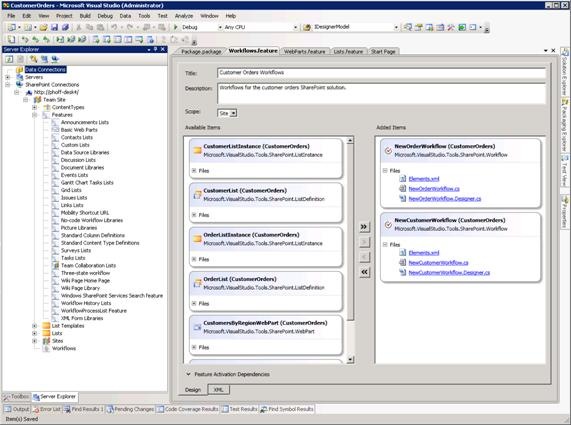 CustomerOrders - Microsoft Visual Studio (Administrator)
File Edit View Project Build Debug Data Tools Test Analyze Window Help
Debug Any CPU IDesignerModel
Server Explorer
Package.package Workflows.feature WebParts.feature Lists.feature Start Page
Data Connections
Servers
SharePoint Connections
http://phoff-desk4/
Team Site
ContentTypes
Features
Announcements Lists
Basic Web Parts
Contacts Lists
Custom Lists
Data Source Libraries
Discussion Lists
Document Libraries
Events Lists
Gantt Chart Tasks Lists
Grid Lists
Issues Lists
Links Lists
Mobility Shortcut URL
No-code Workflow Libraries
Picture Libraries
Standard Column Definitions
Standard Content Type Definitions
Surveys Lists
Tasks Lists
Team Collaboration Lists
Three-state workflow
Wiki Page Home Page
Wiki Page Library
Windows SharePoint Services Search feature
Workflow History Lists
WorkflowProcessList Feature
XML Form Libraries
List Templates
Lists
Sites
Workflows
Title: Customer Orders Workflows
Description: Workflows for the customer orders SharePoint solution.
Scope: Site
Available Items
CustomerListInstance (CustomerOrders)
Microsoft.VisualStudio.Tools.SharePoint.ListInstance
Files
CustomerList (CustomerOrders)
Microsoft.VisualStudio.Tools.SharePoint.ListDefinition
Files
OrderListInstance (CustomerOrders)
Microsoft.VisualStudio.Tools.SharePoint.ListInstance
Files
OrderList (CustomerOrders)
Microsoft.VisualStudio.Tools.SharePoint.ListDefinition
Files
CustomersByRegionWebPart (CustomerOrders)
Microsoft.VisualStudio.Tools.SharePoint.WebPart
Files
Added Items
NewOrderWorkflow (CustomerOrders)
Microsoft.VisualStudio.Tools.SharePoint.Workflow
Files
Elements.xml
NewOrderWorkflow.cs
NewOrderWorkflow.Designer.cs
NewCustomerWorkflow (CustomerOrders)
Microsoft.VisualStudio.Tools.SharePoint.Workflow
Files
Elements.xml
NewCustomerWorkflow.cs
NewCustomerWorkflow.Designer.cs
Feature Activation Dependencies
Design XML
Solution Explorer
Packaging Explorer
Test View
Properties
Toolbox Server Explorer
Output Error List Find Results 1 Pending Changes Code Coverage Results Test Results Find Symbol Results
Item(s) Saved